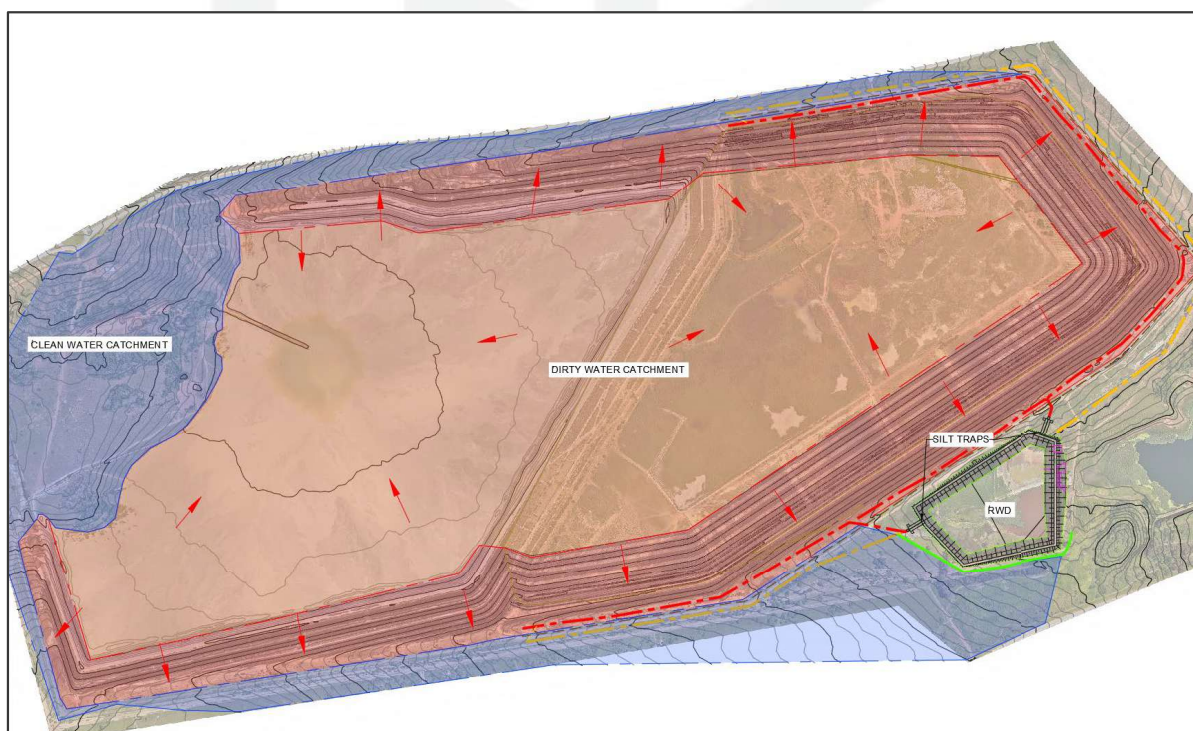 CLEAN WATER CATCHMENT
DIRTY WATER CATCHMENT
SILT TRAPS
RWD